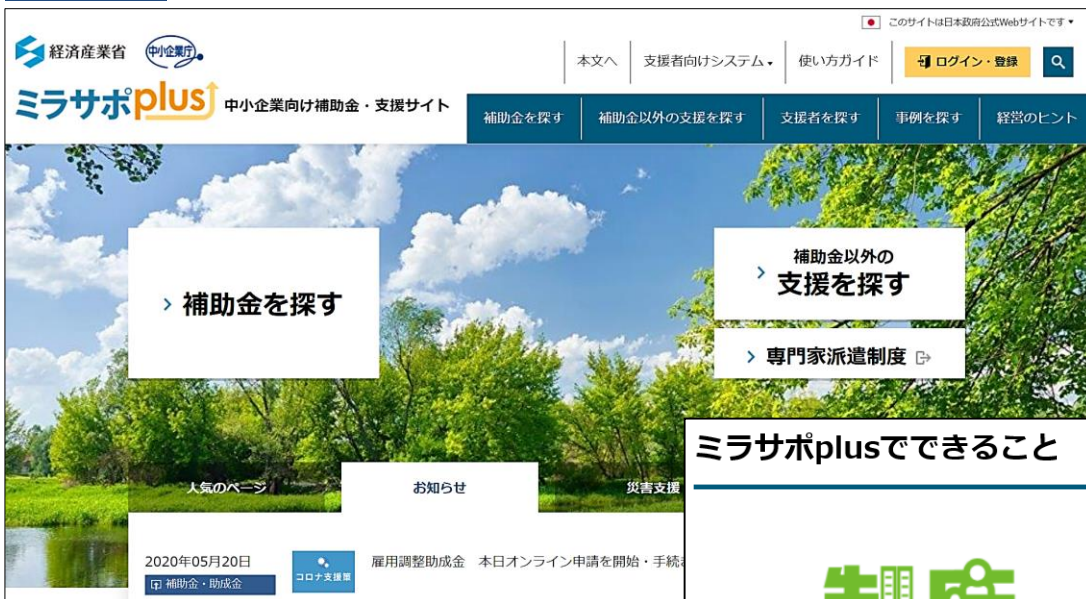 このサイトは日本政府公式Webサイトです
経済産業省 中小企業庁
本文へ 支援者向けシステム 使い方ガイド ログイン・登録
ミラサポplus 中小企業向け補助金・支援サイト
補助金を探す 補助金以外の支援を探す 支援者を探す 事例を探す 経営のヒント
補助金を探す
補助金以外の
支援を探す
専門家派遣制度
ミラサポplusでできること
人気のページ お知らせ 災害支援
2020年05月20日 コロナ支援策 雇用調整助成金 本日オンライン申請を開始・手続
補助金・助成金
制度